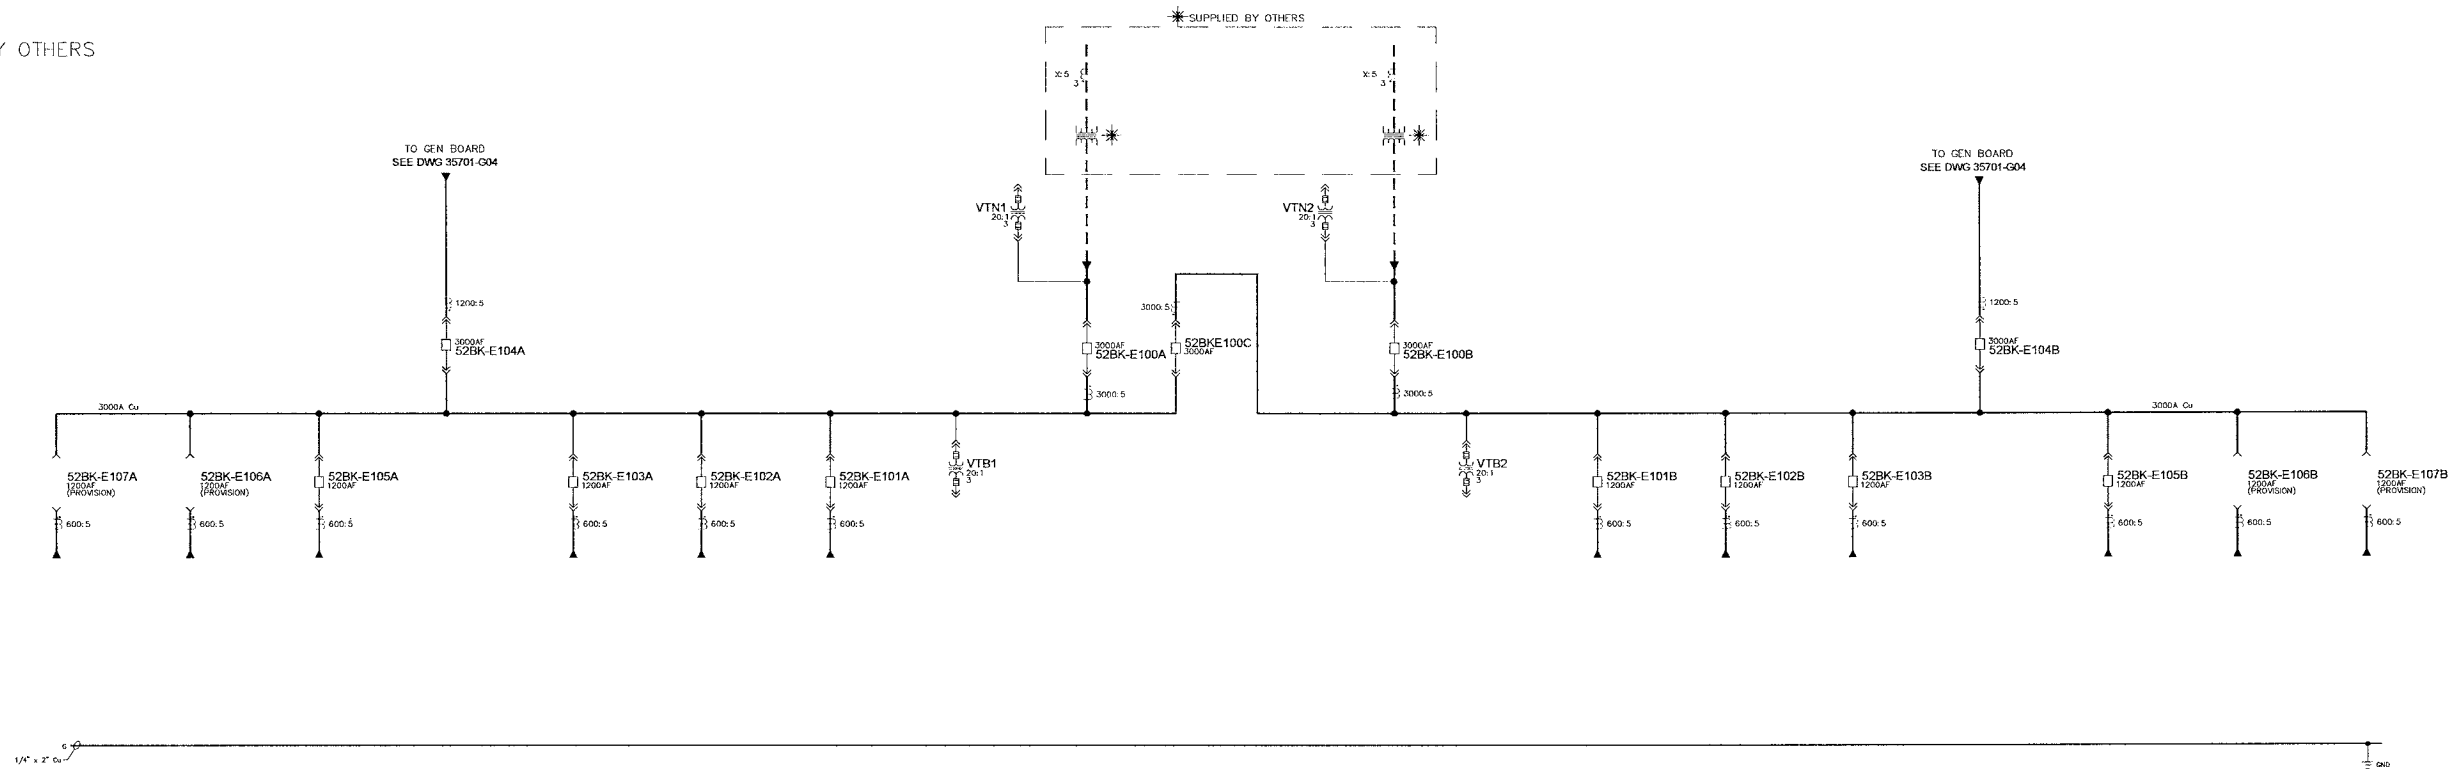 SUPPLIED BY OTHERS
Y OTHERS
X:5
3
X:5
3
TO GEN BOARD
SEE DWG 35701-G04
TO GEN BOARD
SEE DWG 35701-G04
VTN1
20:1
3
VTN2
20:1
3
1200:5
3000AF
52BK-E104A
3000AF
52BK-E100A
3000:5
3000:5
52BKE100C
3000AF
3000AF
52BK-E100B
3000:5
1200:5
3000AF
52BK-E104B
3000A Cu
3000A Cu
52BK-E107A
1200AF
(PROVISION)
600:5
52BK-E106A
1200AF
(PROVISION)
600:5
52BK-E105A
1200AF
600:5
52BK-E103A
1200AF
600:5
52BK-E102A
1200AF
600:5
52BK-E101A
1200AF
600:5
VTB1
20:1
3
VTB2
20:1
3
52BK-E101B
1200AF
600:5
52BK-E102B
1200AF
600:5
52BK-E103B
1200AF
600:5
52BK-E105B
1200AF
600:5
52BK-E106B
1200AF
(PROVISION)
600:5
52BK-E107B
1200AF
(PROVISION)
600:5
G
1/4" x 2" Cu
GND